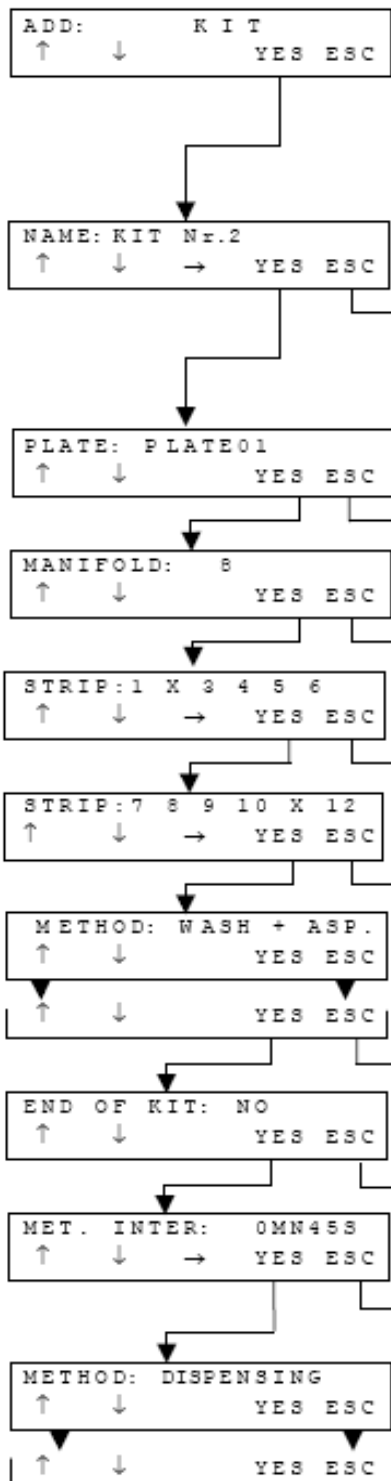 ADD: KIT
↑ ↓ YES ESC
NAME: KIT Nr.2
↑ ↓ → YES ESC
PLATE: PLATE01
↑ ↓ YES ESC
MANIFOLD: 8
↑ ↓ YES ESC
STRIP:1 X 3 4 5 6
↑ ↓ → YES ESC
STRIP:7 8 9 10 X 12
↑ ↓ → YES ESC
METHOD: WASH + ASP.
↑ ↓ YES ESC
↑ ↓ YES ESC
END OF KIT: NO
↑ ↓ YES ESC
MET. INTER: 0MN45S
↑ ↓ → YES ESC
METHOD: DISPENSING
↑ ↓ YES ESC
↑ ↓ YES ESC